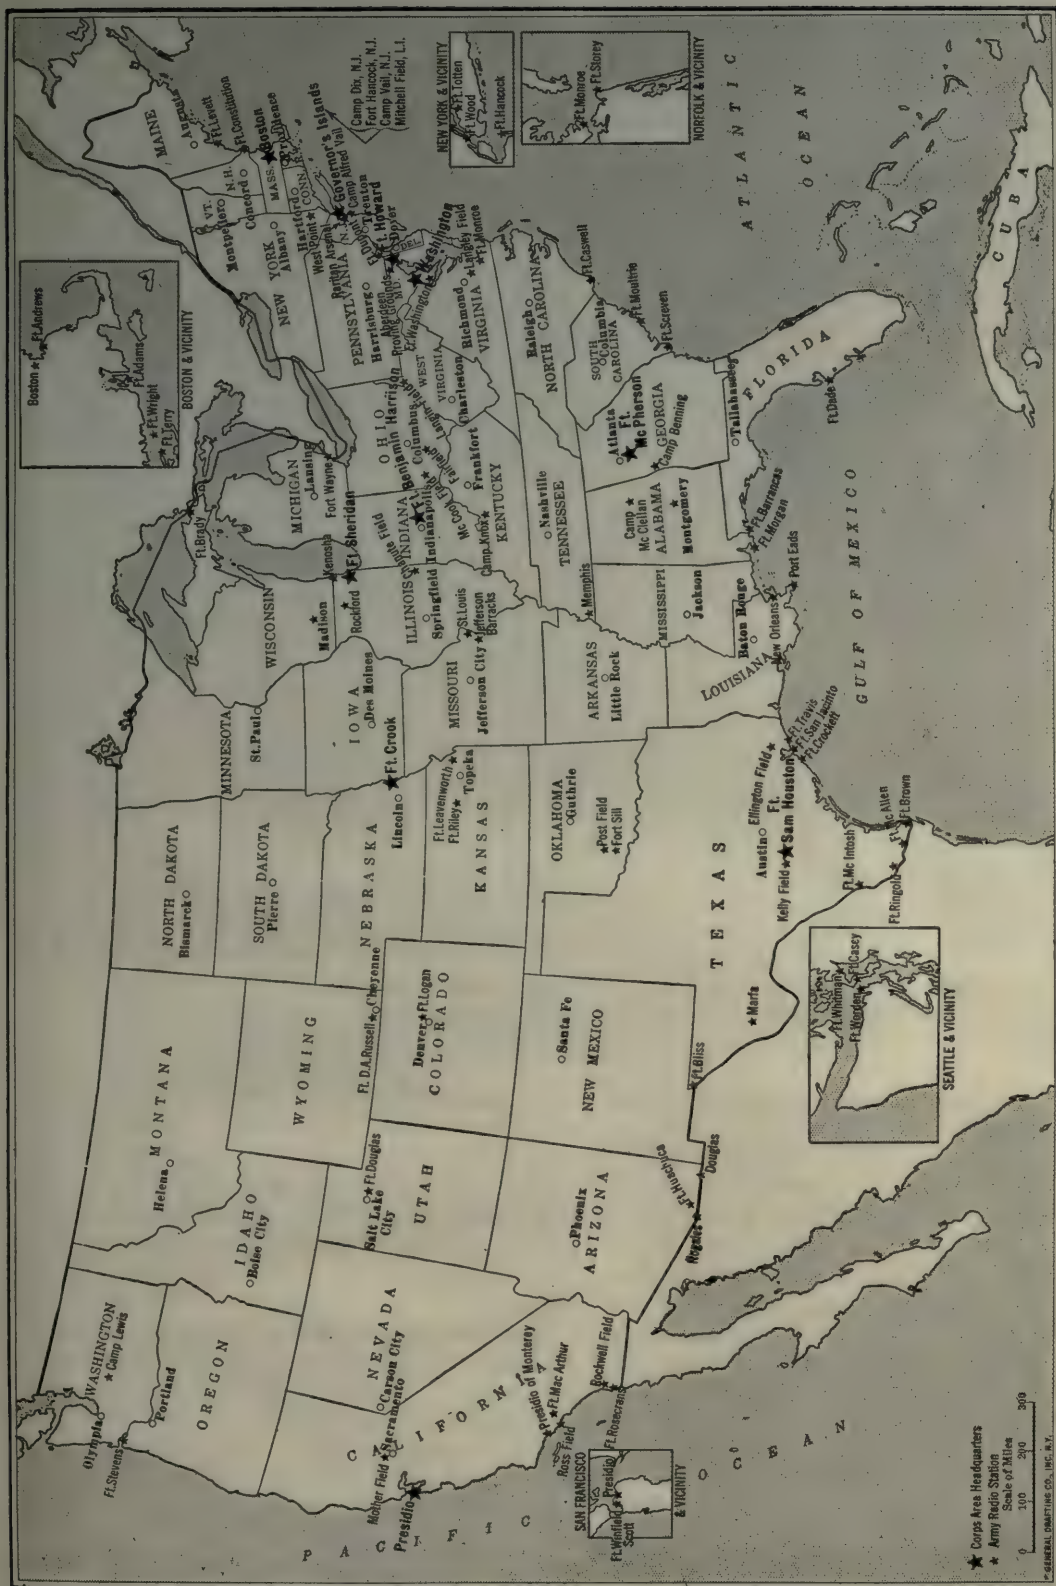 WASHINGTON
Camp Lewis
Olympia
Ft.Stevens
Portland
OREGON
IDAHO
Boise City
MONTANA
Helena
WYOMING
Ft. D.A. Russell
Cheyenne
NORTH DAKOTA
Bismarck
SOUTH DAKOTA
Pierre
NEBRASKA
Lincoln
Ft. Crook
MINNESOTA
St. Paul
WISCONSIN
Madison
Kenosha
MICHIGAN
Lansing
Fort Wayne
Ft. Brady
IOWA
Des Moines
Rockford
Ft. Sheridan
ILLINOIS
Chanute Field
Springfield
INDIANA
Indianapolis
Ft.
Benjamin Harrison
OHIO
Columbus
Mc Cook Field
Fairfield
Langin Field
WEST
VIRGINIA
Charleston
KENTUCKY
Frankfort
Camp Knox
MISSOURI
Jefferson City
St. Louis
Jefferson
Barracks
KANSAS
Topeka
Ft. Leavenworth
Ft. Riley
COLORADO
Denver
Ft. Logan
UTAH
Salt Lake
City
Ft. Douglas
NEVADA
Carson City
CALIFORNIA
Sacramento
Mother Field
Presidio
Presidio of Monterey
Ft. Mac Arthur
Ross Field
Rockwell Field
Ft. Rosecrans
ARIZONA
Phoenix
Ft. Huachuca
Nogales
Douglas
NEW MEXICO
Santa Fe
Ft. Bliss
TEXAS
Marfa
Austin
Ellington Field
Kelly Field
Ft.
Sam Houston
Ft. Travis
Ft. San Jacinto
Ft. Crockett
Ft. Mc Intosh
Ft. Ringold
Mc Allen
Ft. Brown
OKLAHOMA
Guthrie
Post Field
Fort Sill
ARKANSAS
Little Rock
LOUISIANA
Baton Rouge
New Orleans
Port Eads
MISSISSIPPI
Jackson
TENNESSEE
Nashville
Memphis
ALABAMA
Camp
Mc Clellan
Montgomery
Ft. Barrancas
Ft. Morgan
GEORGIA
Atlanta
Ft.
Mc Pherson
Camp Benning
Ft. Screven
FLORIDA
Tallahassee
Ft. Dade
SOUTH
CAROLINA
Columbia
Ft. Moultrie
NORTH CAROLINA
Raleigh
Ft. Caswell
VIRGINIA
Richmond
Langley Field
Ft. Monroe
Washington
Ft. Washington
MD.
DEL.
Dover
Ft. Howard
Aberdeen
Proving Grounds
PENNSYLVANIA
Harrisburg
N.J.
Trenton
Ft. Dupont
Camp Alfred Vail
Raritan Arsenal
Governor's Islands
Camp Dix, N.J.
Fort Hancock, N.J.
Camp Vail, N.J.
Mitchell Field, L.I.
NEW YORK
Albany
West Point
CONN.
Hartford
R.I.
Providence
MASS.
Boston
VT.
Montpelier
N.H.
Concord
Ft. Constitution
MAINE
Augusta
Ft. Levett
BOSTON & VICINITY
Boston
Ft. Andrews
Ft. Adams
Ft. Wright
Ft. Terry
NEW YORK & VICINITY
Ft. Totten
Ft. Wood
Ft. Hancock
NORFOLK & VICINITY
Ft. Monroe
Ft. Storey
SEATTLE & VICINITY
Ft. Whitman
Ft. Casey
Ft. Worden
SAN FRANCISCO
& VICINITY
Presidio
Ft. Winfield
Scott
PACIFIC
OCEAN
GULF OF MEXICO
ATLANTIC
OCEAN
CUBA
Corps Area Headquarters
Army Radio Station
Scale of Miles
100 200 300
© GENERAL DRAFTING CO., INC. N.Y.